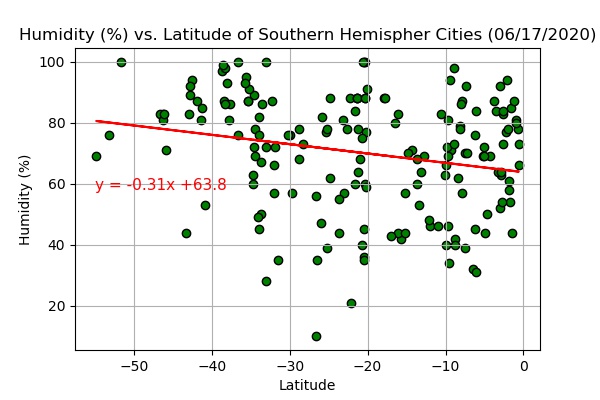 Humidity (%) vs. Latitude of Southern Hemispher Cities (06/17/2020)
100
80
60
40
20
Humidity (%)
y = -0.31x +63.8
−50
−40
−30
−20
−10
0
Latitude